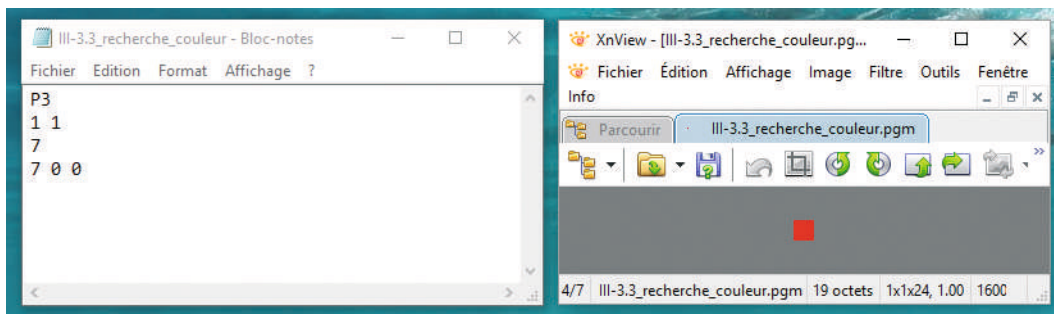 III-3.3_recherche_couleur - Bloc-notes
Fichier Edition Format Affichage ?
P3
1 1
7
7 0 0
XnView - [III-3.3_recherche_couleur.pg...
Fichier Édition Affichage Image Filtre Outils Fenêtre
Info
Parcourir III-3.3_recherche_couleur.pgm
4/7 III-3.3_recherche_couleur.pgm 19 octets 1x1x24, 1.00 1600